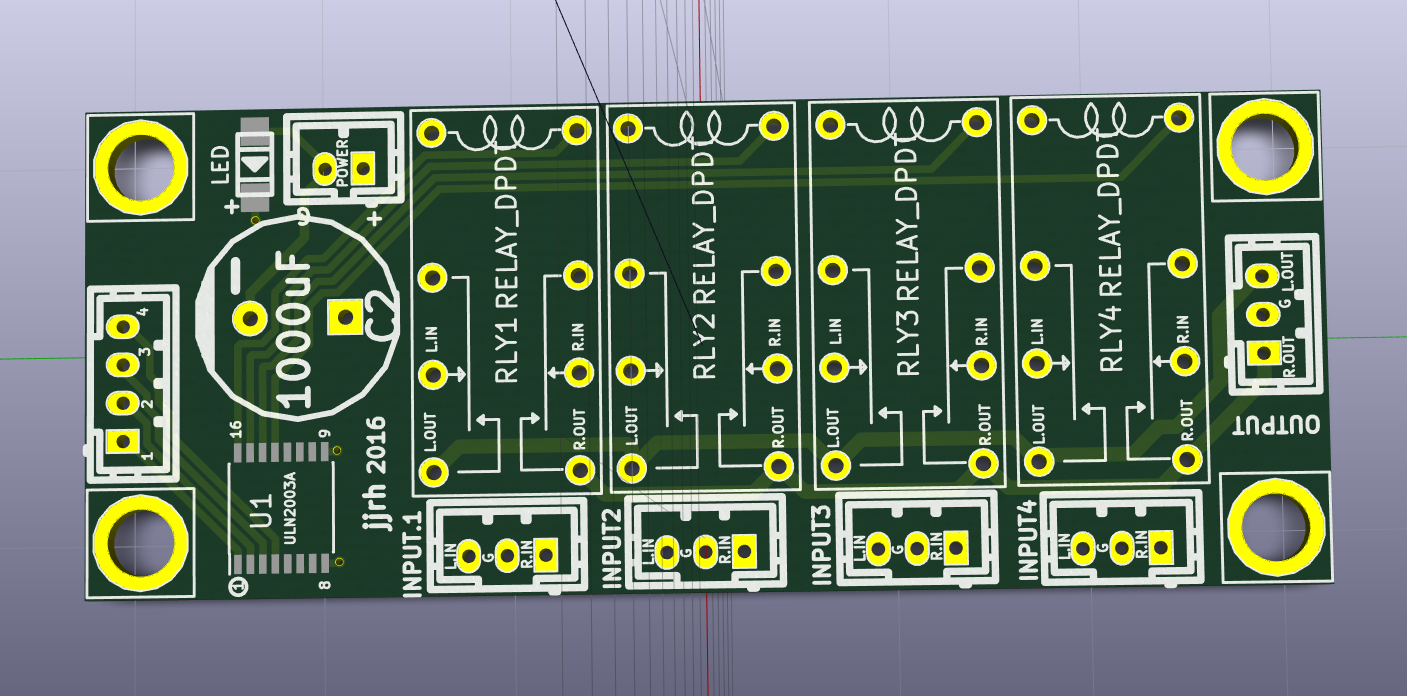 LED
+
POWER
G
+
1000uF
C2
4
3
2
1
16
9
U1
ULN2003A
1
8
jjrh 2016
RLY1 RELAY_DPDT
L.IN
R.IN
L.OUT
R.OUT
RLY2 RELAY_DPDT
L.IN
R.IN
L.OUT
R.OUT
RLY3 RELAY_DPDT
L.IN
R.IN
L.OUT
R.OUT
RLY4 RELAY_DPDT
L.IN
R.IN
L.OUT
R.OUT
INPUT.1
L.IN
G
R.IN
INPUT2
L.IN
G
R.IN
INPUT3
L.IN
G
R.IN
INPUT4
L.IN
G
R.IN
L.OUT
G
R.OUT
OUTPUT